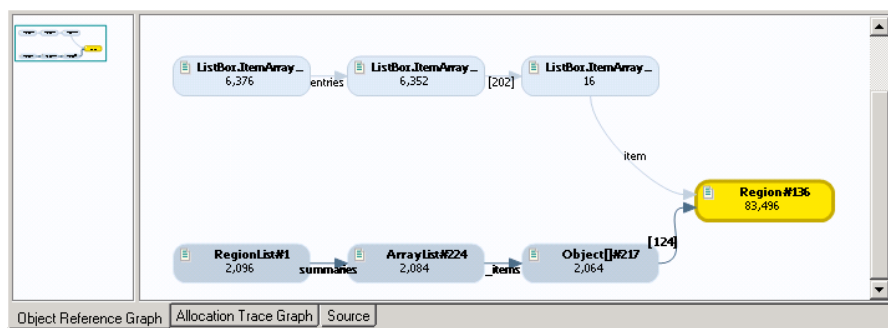 ListBox.ItemArray_
6,376
entries
ListBox.ItemArray_
6,352
[202]
ListBox.ItemArray_
16
item
Region#136
83,496
RegionList#1
2,096
summaries
ArrayList#224
2,084
_items
Object[]#217
2,064
[124]
Object Reference Graph
Allocation Trace Graph
Source